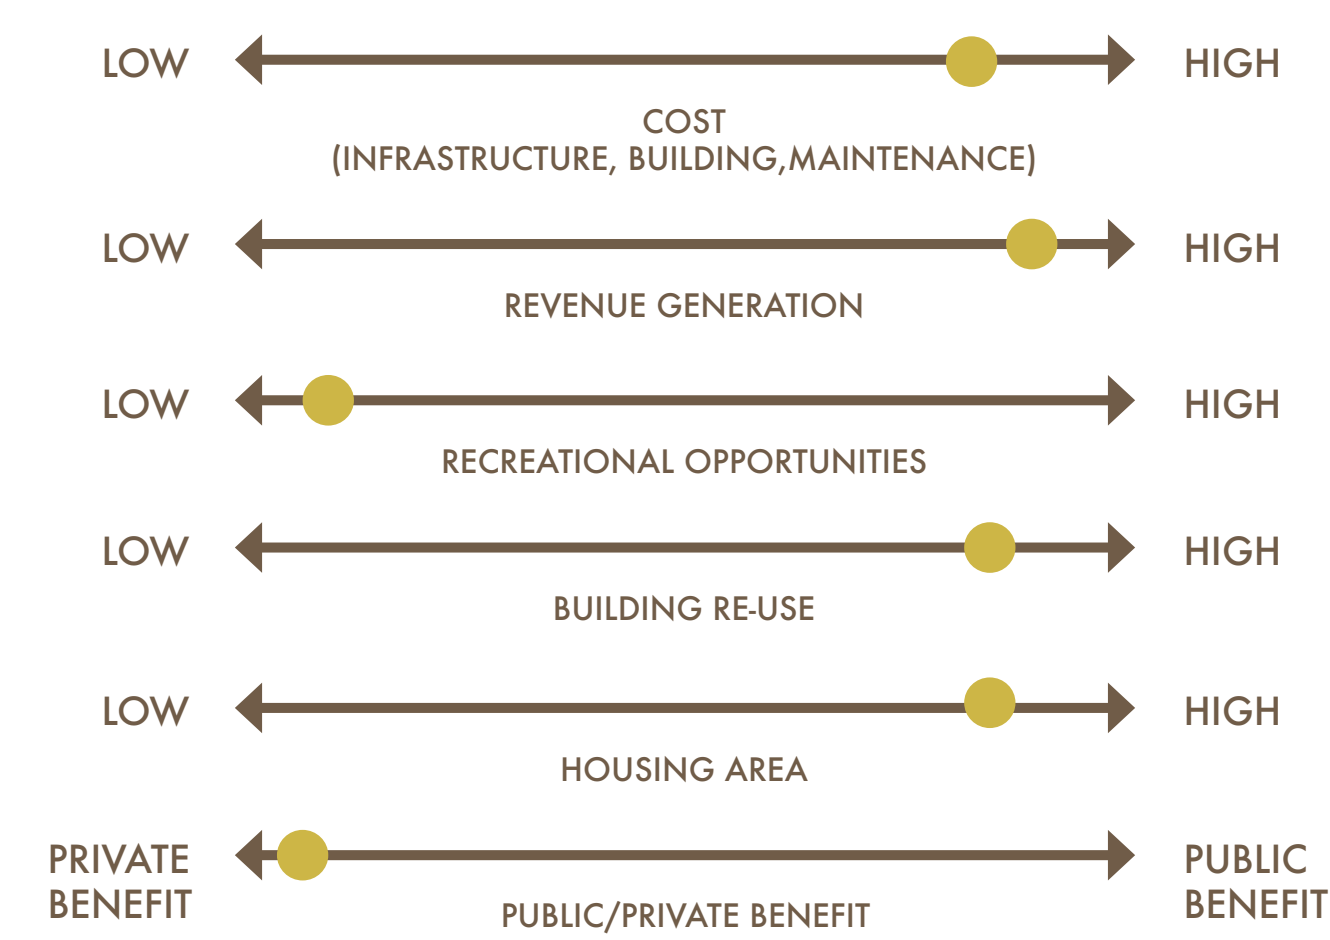 LOW HIGH
COST
(INFRASTRUCTURE, BUILDING,MAINTENANCE)
LOW HIGH
REVENUE GENERATION
LOW HIGH
RECREATIONAL OPPORTUNITIES
LOW HIGH
BUILDING RE-USE
LOW HIGH
HOUSING AREA
PRIVATE
BENEFIT
PUBLIC
BENEFIT
PUBLIC/PRIVATE BENEFIT